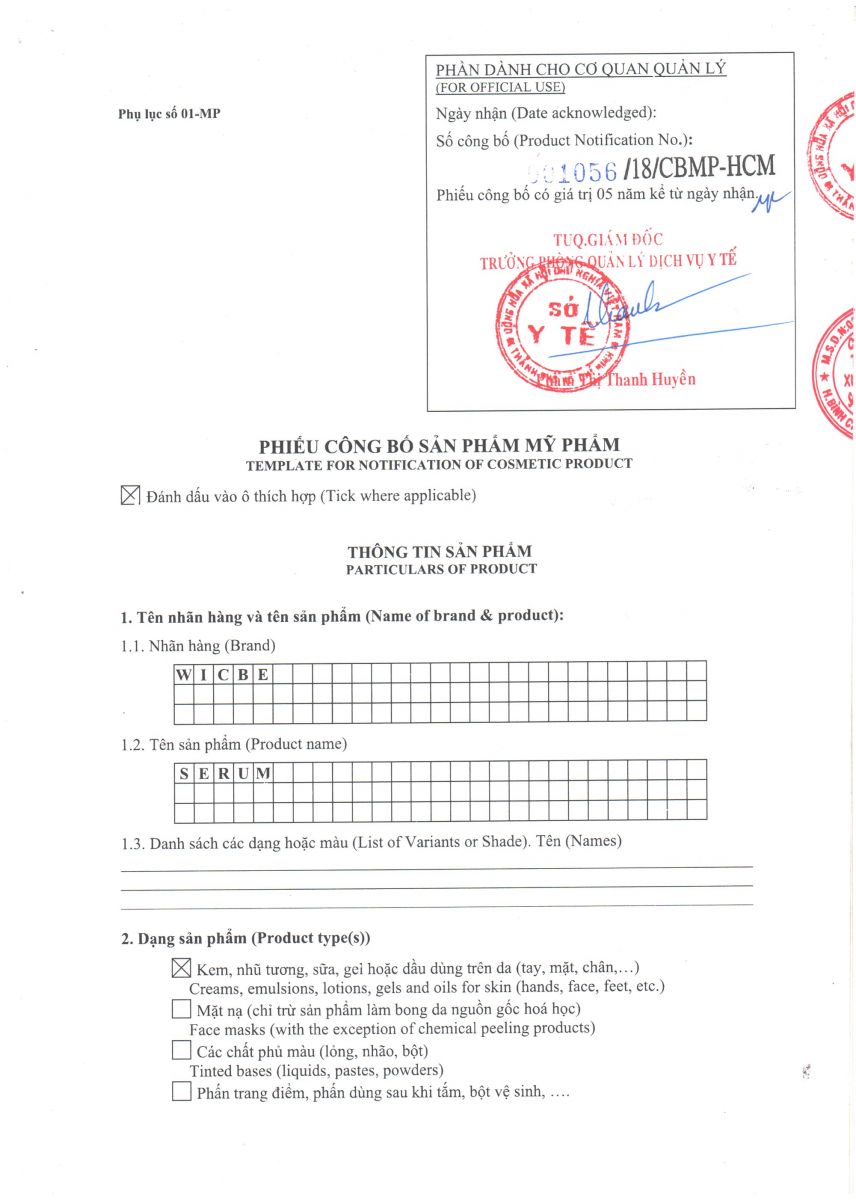 Phụ lục số 01-MP
PHẦN DÀNH CHO CƠ QUAN QUẢN LÝ
(FOR OFFICIAL USE)
Ngày nhận (Date acknowledged):
Số công bố (Product Notification No.):
001056/18/CBMP-HCM
Phiếu công bố có giá trị 05 năm kể từ ngày nhận
TUQ.GIÁM ĐỐC
TRƯỞNG PHÒNG QUẢN LÝ DỊCH VỤ Y TẾ
SỞ
Y TẾ
Phạm Thị Thanh Huyền
PHIẾU CÔNG BỐ SẢN PHẨM MỸ PHẨM
TEMPLATE FOR NOTIFICATION OF COSMETIC PRODUCT
Đánh dấu vào ô thích hợp (Tick where applicable)
THÔNG TIN SẢN PHẨM
PARTICULARS OF PRODUCT
1. Tên nhãn hàng và tên sản phẩm (Name of brand & product):
1.1. Nhãn hàng (Brand)
WICBE
1.2. Tên sản phẩm (Product name)
SERUM
1.3. Danh sách các dạng hoặc màu (List of Variants or Shade). Tên (Names)
2. Dạng sản phẩm (Product type(s))
Kem, nhũ tương, sữa, gel hoặc dầu dùng trên da (tay, mặt, chân,…)
Creams, emulsions, lotions, gels and oils for skin (hands, face, feet, etc.)
Mặt nạ (chỉ trừ sản phẩm làm bong da nguồn gốc hoá học)
Face masks (with the exception of chemical peeling products)
Các chất phủ màu (lỏng, nhão, bột)
Tinted bases (liquids, pastes, powders)
Phấn trang điểm, phấn dùng sau khi tắm, bột vệ sinh, ….